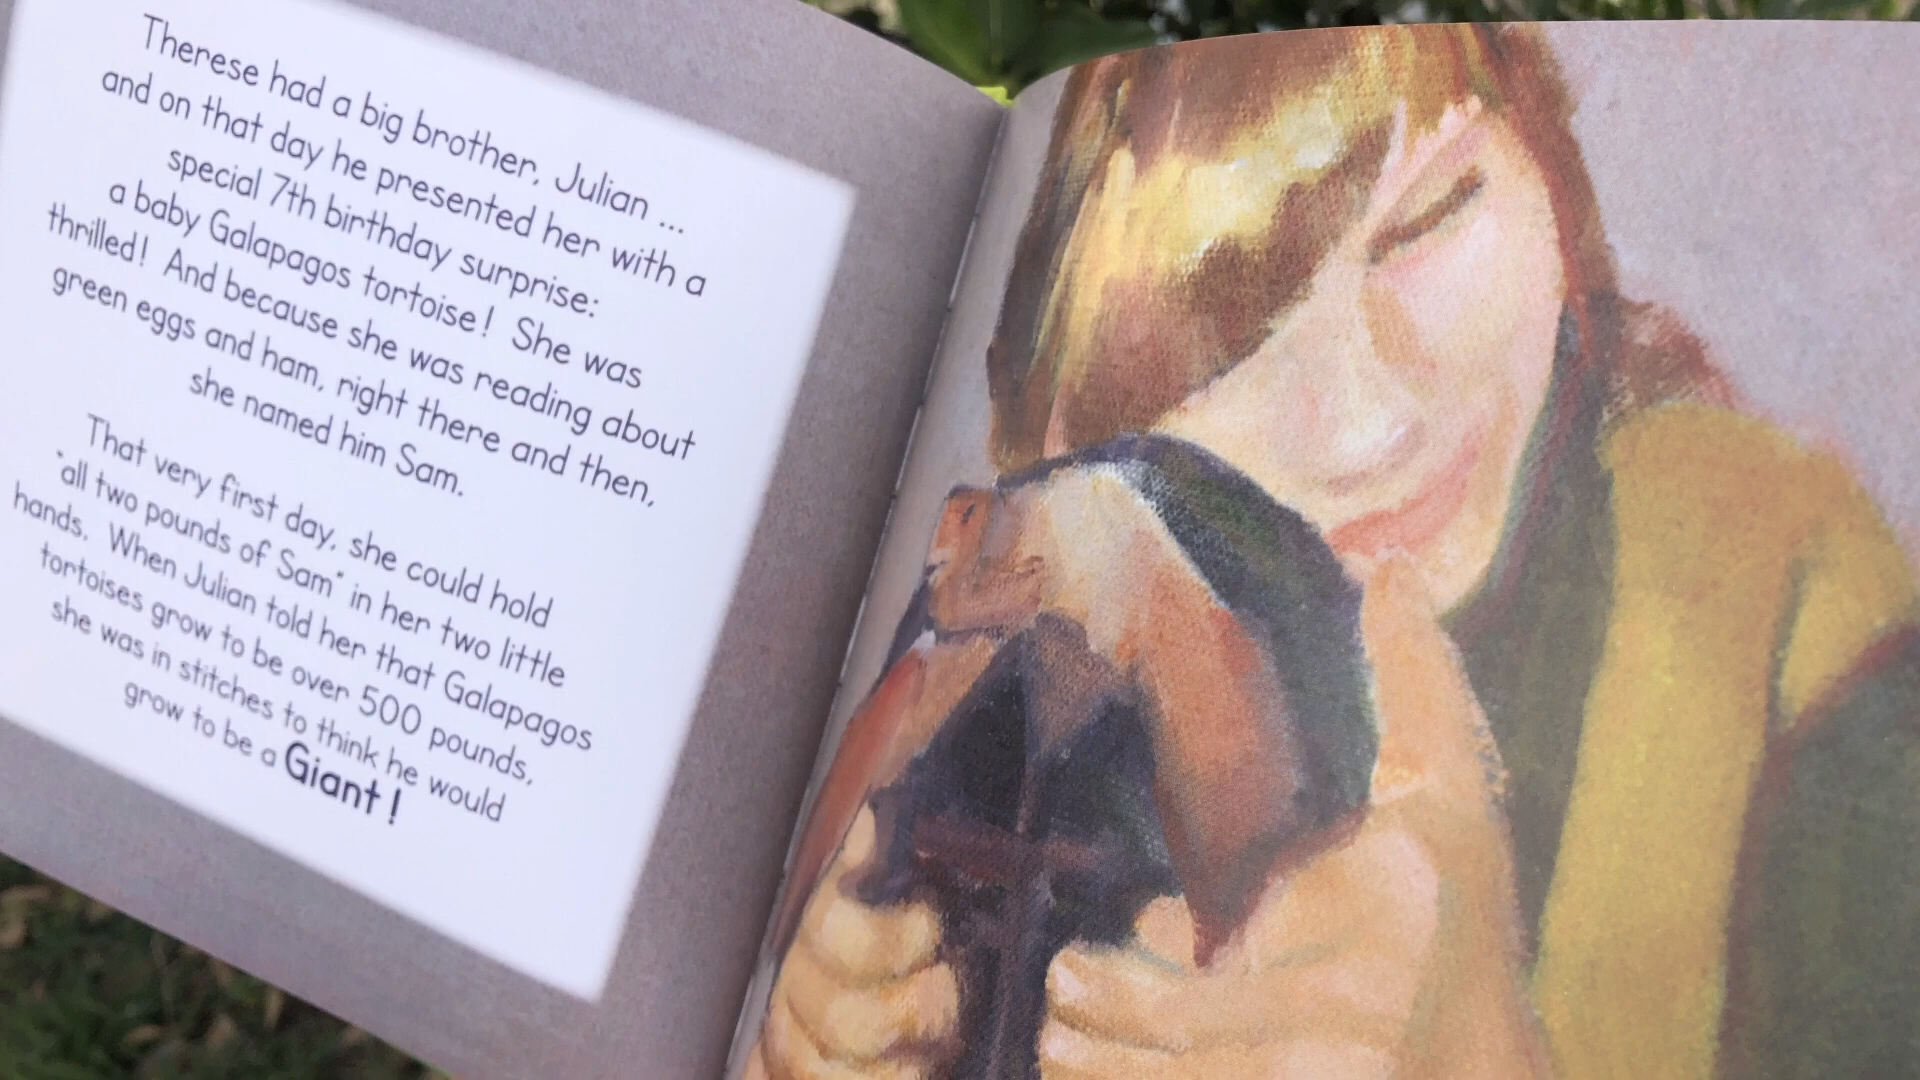 Therese had a big brother, Julian ...
and on that day he presented her with a
special 7th birthday surprise:
a baby Galapagos tortoise! She was
thrilled! And because she was reading about
green eggs and ham, right there and then,
she named him Sam.
That very first day, she could hold
"all two pounds of Sam" in her two little
hands. When Julian told her that Galapagos
tortoises grow to be over 500 pounds,
she was in stitches to think he would
grow to be a Giant!